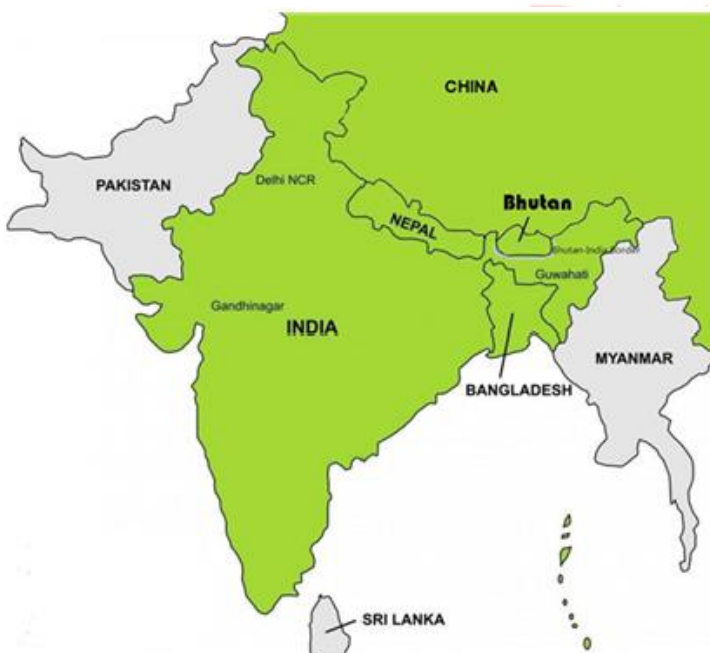 CHINA
PAKISTAN
Delhi NCR
Bhutan
NEPAL
Bhutan-India Border
Guwahati
Gandhinagar
INDIA
MYANMAR
BANGLADESH
SRI LANKA